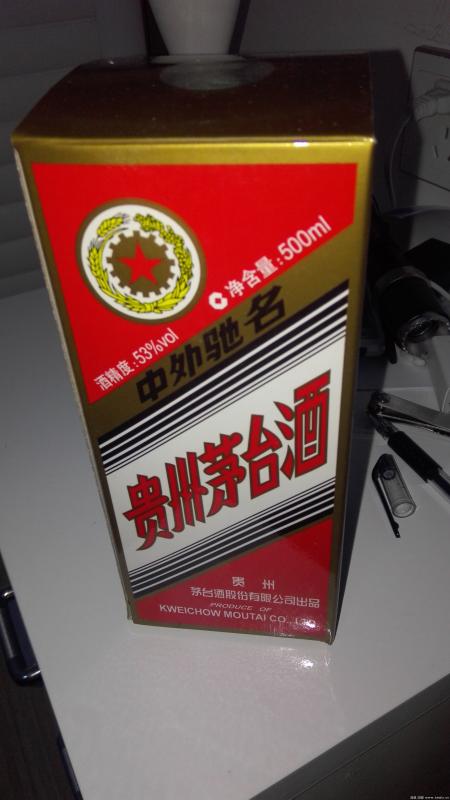 净含量:500ml
酒精度:53%vol
中外驰名
贵州茅台酒
贵州
茅台酒股份有限公司出品
PRODUCE OF
KWEICHOW MOUTAI CO., LTD